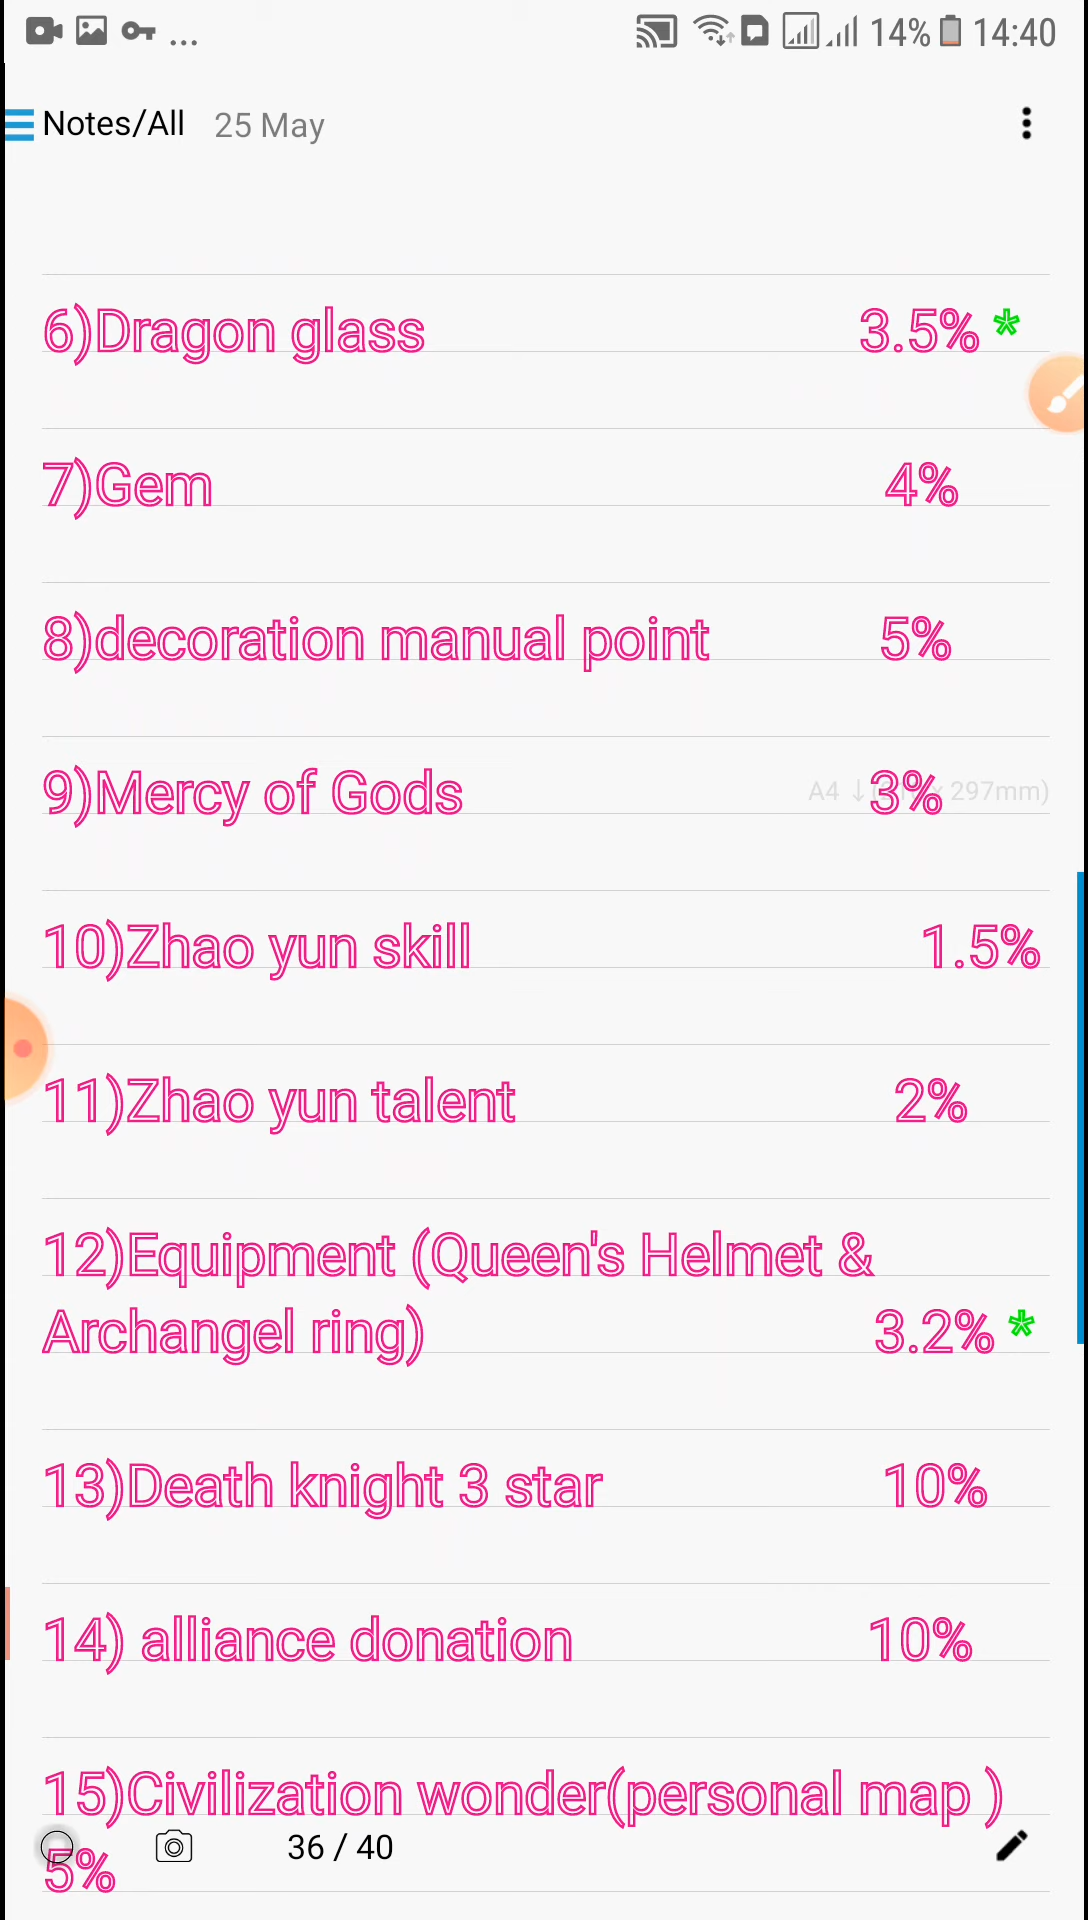 ... 14% 14:40
Notes/All 25 May
6)Dragon glass 3.5% *
7)Gem 4%
8)decoration manual point 5%
9)Mercy of Gods 3%
A4 ↓ x 297mm)
10)Zhao yun skill 1.5%
11)Zhao yun talent 2%
12)Equipment (Queen's Helmet &
Archangel ring) 3.2% *
13)Death knight 3 star 10%
14) alliance donation 10%
15)Civilization wonder(personal map )
5%
36 / 40